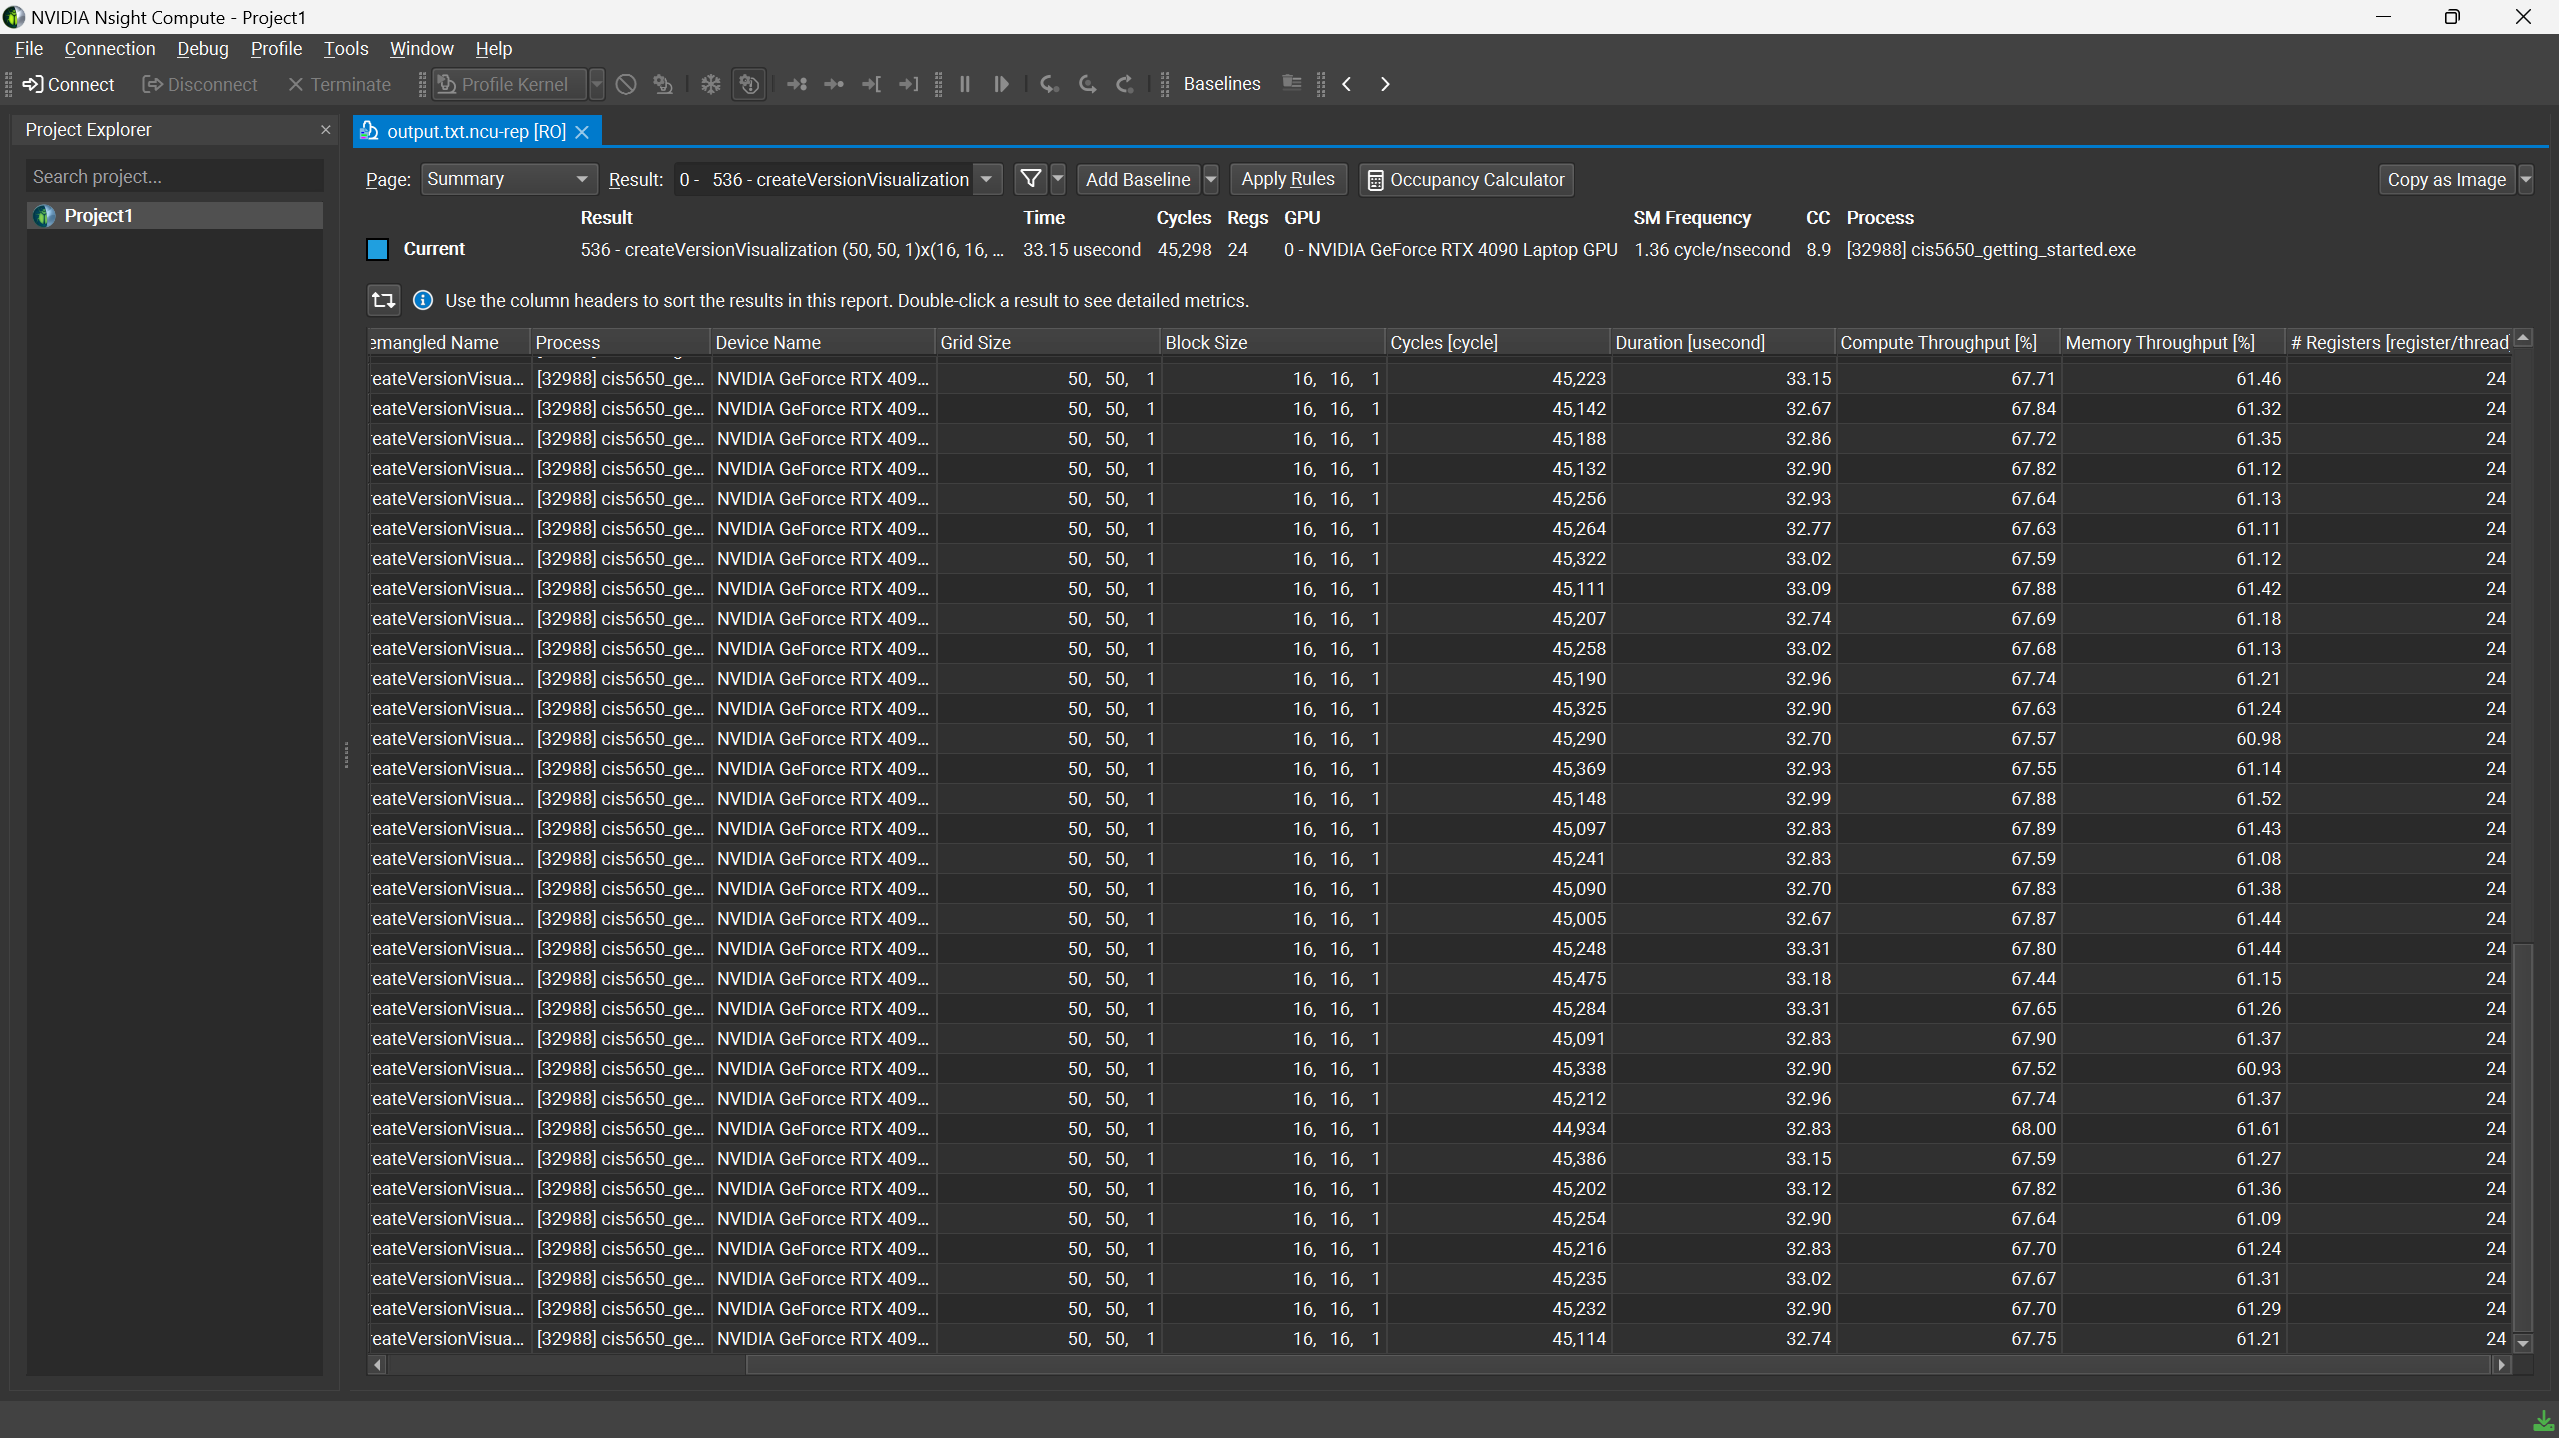 NVIDIA Nsight Compute - Project1
File Connection Debug Profile Tools Window Help
Connect Disconnect Terminate Profile Kernel Baselines
Project Explorer
Search project...
Project1
output.txt.ncu-rep [RO]
Page: Summary Result: 0 - 536 - createVersionVisualization Add Baseline Apply Rules Occupancy Calculator Copy as Image
Result Time Cycles Regs GPU SM Frequency CC Process
Current 536 - createVersionVisualization (50, 50, 1)x(16, 16, ... 33.15 usecond 45,298 24 0 - NVIDIA GeForce RTX 4090 Laptop GPU 1.36 cycle/nsecond 8.9 [32988] cis5650_getting_started.exe
Use the column headers to sort the results in this report. Double-click a result to see detailed metrics.
emangled Name Process Device Name Grid Size Block Size Cycles [cycle] Duration [usecond] Compute Throughput [%] Memory Throughput [%] # Registers [register/thread
reateVersionVisua... [32988] cis5650_ge... NVIDIA GeForce RTX 409... 50, 50, 1 16, 16, 1 45,223 33.15 67.71 61.46 24
reateVersionVisua... [32988] cis5650_ge... NVIDIA GeForce RTX 409... 50, 50, 1 16, 16, 1 45,142 32.67 67.84 61.32 24
reateVersionVisua... [32988] cis5650_ge... NVIDIA GeForce RTX 409... 50, 50, 1 16, 16, 1 45,188 32.86 67.72 61.35 24
reateVersionVisua... [32988] cis5650_ge... NVIDIA GeForce RTX 409... 50, 50, 1 16, 16, 1 45,132 32.90 67.82 61.12 24
reateVersionVisua... [32988] cis5650_ge... NVIDIA GeForce RTX 409... 50, 50, 1 16, 16, 1 45,256 32.93 67.64 61.13 24
reateVersionVisua... [32988] cis5650_ge... NVIDIA GeForce RTX 409... 50, 50, 1 16, 16, 1 45,264 32.77 67.63 61.11 24
reateVersionVisua... [32988] cis5650_ge... NVIDIA GeForce RTX 409... 50, 50, 1 16, 16, 1 45,322 33.02 67.59 61.12 24
reateVersionVisua... [32988] cis5650_ge... NVIDIA GeForce RTX 409... 50, 50, 1 16, 16, 1 45,111 33.09 67.88 61.42 24
reateVersionVisua... [32988] cis5650_ge... NVIDIA GeForce RTX 409... 50, 50, 1 16, 16, 1 45,207 32.74 67.69 61.18 24
reateVersionVisua... [32988] cis5650_ge... NVIDIA GeForce RTX 409... 50, 50, 1 16, 16, 1 45,258 33.02 67.68 61.13 24
reateVersionVisua... [32988] cis5650_ge... NVIDIA GeForce RTX 409... 50, 50, 1 16, 16, 1 45,190 32.96 67.74 61.21 24
reateVersionVisua... [32988] cis5650_ge... NVIDIA GeForce RTX 409... 50, 50, 1 16, 16, 1 45,325 32.90 67.63 61.24 24
reateVersionVisua... [32988] cis5650_ge... NVIDIA GeForce RTX 409... 50, 50, 1 16, 16, 1 45,290 32.70 67.57 60.98 24
reateVersionVisua... [32988] cis5650_ge... NVIDIA GeForce RTX 409... 50, 50, 1 16, 16, 1 45,369 32.93 67.55 61.14 24
reateVersionVisua... [32988] cis5650_ge... NVIDIA GeForce RTX 409... 50, 50, 1 16, 16, 1 45,148 32.99 67.88 61.52 24
reateVersionVisua... [32988] cis5650_ge... NVIDIA GeForce RTX 409... 50, 50, 1 16, 16, 1 45,097 32.83 67.89 61.43 24
reateVersionVisua... [32988] cis5650_ge... NVIDIA GeForce RTX 409... 50, 50, 1 16, 16, 1 45,241 32.83 67.59 61.08 24
reateVersionVisua... [32988] cis5650_ge... NVIDIA GeForce RTX 409... 50, 50, 1 16, 16, 1 45,090 32.70 67.83 61.38 24
reateVersionVisua... [32988] cis5650_ge... NVIDIA GeForce RTX 409... 50, 50, 1 16, 16, 1 45,005 32.67 67.87 61.44 24
reateVersionVisua... [32988] cis5650_ge... NVIDIA GeForce RTX 409... 50, 50, 1 16, 16, 1 45,248 33.31 67.80 61.44 24
reateVersionVisua... [32988] cis5650_ge... NVIDIA GeForce RTX 409... 50, 50, 1 16, 16, 1 45,475 33.18 67.44 61.15 24
reateVersionVisua... [32988] cis5650_ge... NVIDIA GeForce RTX 409... 50, 50, 1 16, 16, 1 45,284 33.31 67.65 61.26 24
reateVersionVisua... [32988] cis5650_ge... NVIDIA GeForce RTX 409... 50, 50, 1 16, 16, 1 45,091 32.83 67.90 61.37 24
reateVersionVisua... [32988] cis5650_ge... NVIDIA GeForce RTX 409... 50, 50, 1 16, 16, 1 45,338 32.90 67.52 60.93 24
reateVersionVisua... [32988] cis5650_ge... NVIDIA GeForce RTX 409... 50, 50, 1 16, 16, 1 45,212 32.96 67.74 61.37 24
reateVersionVisua... [32988] cis5650_ge... NVIDIA GeForce RTX 409... 50, 50, 1 16, 16, 1 44,934 32.83 68.00 61.61 24
reateVersionVisua... [32988] cis5650_ge... NVIDIA GeForce RTX 409... 50, 50, 1 16, 16, 1 45,386 33.15 67.59 61.27 24
reateVersionVisua... [32988] cis5650_ge... NVIDIA GeForce RTX 409... 50, 50, 1 16, 16, 1 45,202 33.12 67.82 61.36 24
reateVersionVisua... [32988] cis5650_ge... NVIDIA GeForce RTX 409... 50, 50, 1 16, 16, 1 45,254 32.90 67.64 61.09 24
reateVersionVisua... [32988] cis5650_ge... NVIDIA GeForce RTX 409... 50, 50, 1 16, 16, 1 45,216 32.83 67.70 61.24 24
reateVersionVisua... [32988] cis5650_ge... NVIDIA GeForce RTX 409... 50, 50, 1 16, 16, 1 45,235 33.02 67.67 61.31 24
reateVersionVisua... [32988] cis5650_ge... NVIDIA GeForce RTX 409... 50, 50, 1 16, 16, 1 45,232 32.90 67.70 61.29 24
reateVersionVisua... [32988] cis5650_ge... NVIDIA GeForce RTX 409... 50, 50, 1 16, 16, 1 45,114 32.74 67.75 61.21 24